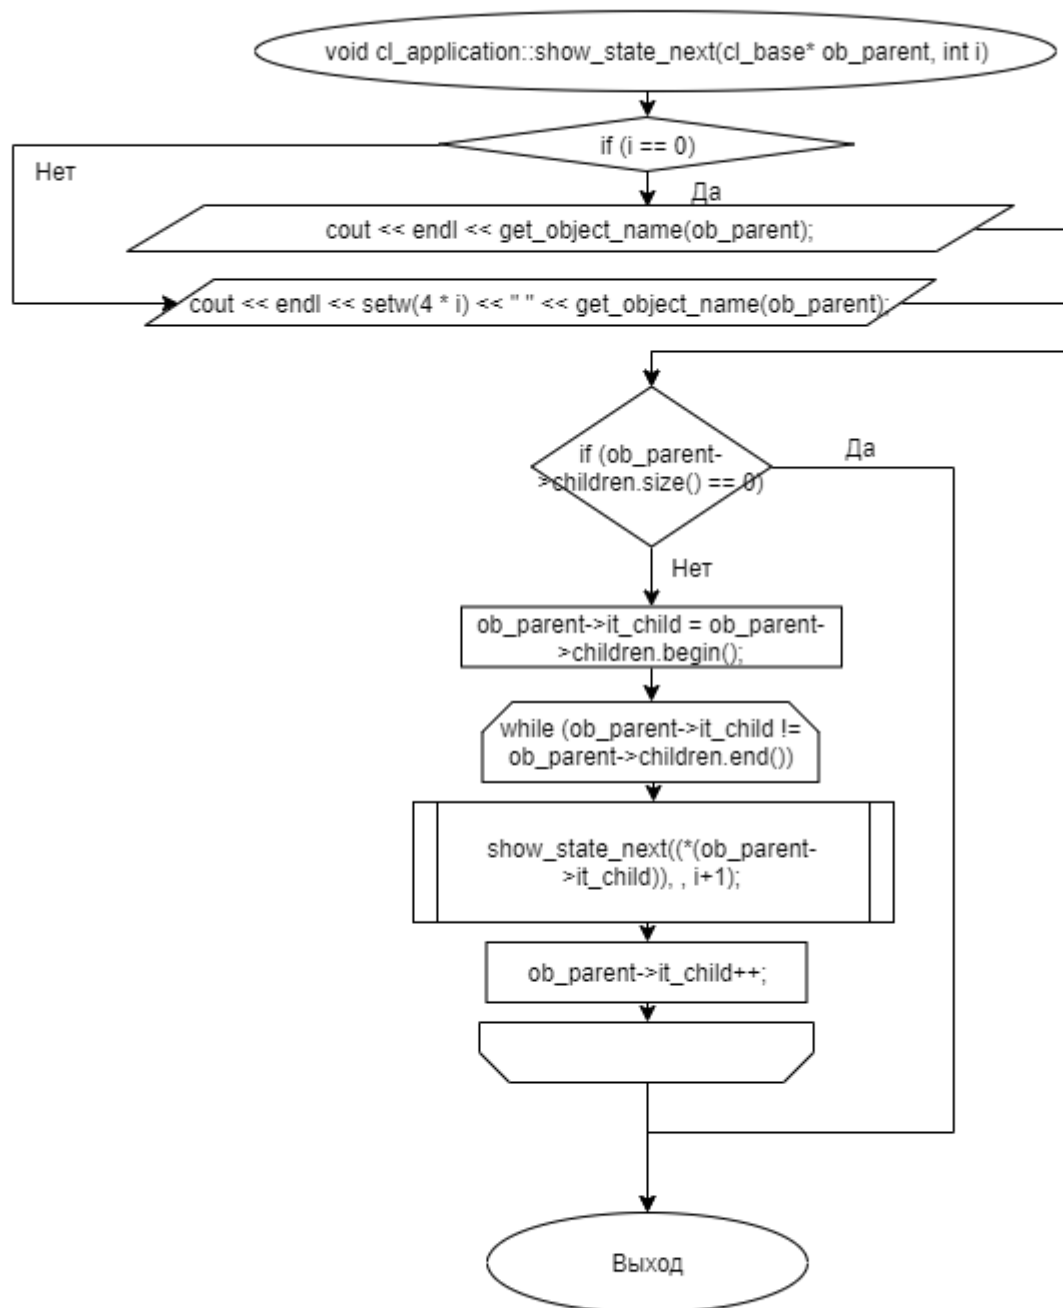 void cl_application::show_state_next(cl_base* ob_parent, int i)
if (i == 0)
Нет
Да
cout << endl << get_object_name(ob_parent);
cout << endl << setw(4 * i) << " " << get_object_name(ob_parent);
if (ob_parent-
>children.size() == 0)
Да
Нет
ob_parent->it_child = ob_parent-
>children.begin();
while (ob_parent->it_child !=
ob_parent->children.end())
show_state_next((*(ob_parent-
>it_child)), , i+1);
ob_parent->it_child++;
Выход